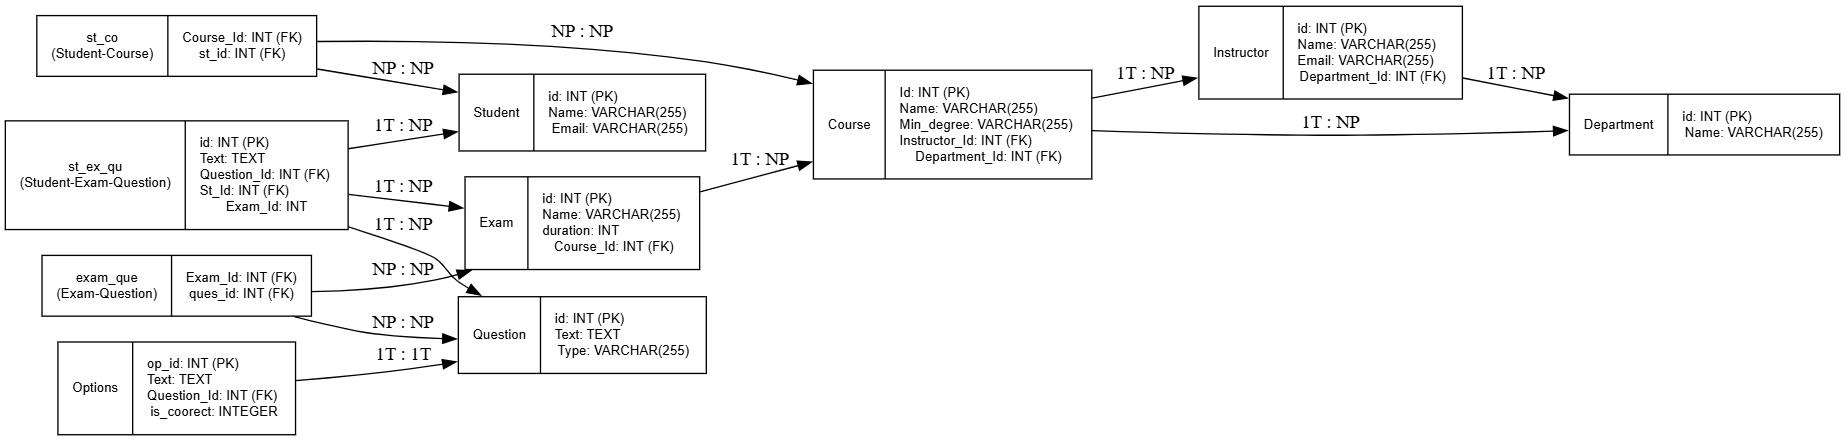 st_co
(Student-Course)
Course_Id: INT (FK)
st_id: INT (FK)
NP : NP
NP : NP
Student
id: INT (PK)
Name: VARCHAR(255)
Email: VARCHAR(255)
st_ex_qu
(Student-Exam-Question)
id: INT (PK)
Text: TEXT
Question_Id: INT (FK)
St_Id: INT (FK)
Exam_Id: INT
1T : NP
1T : NP
1T : NP
Exam
id: INT (PK)
Name: VARCHAR(255)
duration: INT
Course_Id: INT (FK)
1T : NP
exam_que
(Exam-Question)
Exam_Id: INT (FK)
ques_id: INT (FK)
NP : NP
NP : NP
Question
id: INT (PK)
Text: TEXT
Type: VARCHAR(255)
Options
op_id: INT (PK)
Text: TEXT
Question_Id: INT (FK)
is_coorect: INTEGER
1T : 1T
Course
Id: INT (PK)
Name: VARCHAR(255)
Min_degree: VARCHAR(255)
Instructor_Id: INT (FK)
Department_Id: INT (FK)
1T : NP
1T : NP
Instructor
id: INT (PK)
Name: VARCHAR(255)
Email: VARCHAR(255)
Department_Id: INT (FK)
1T : NP
Department
id: INT (PK)
Name: VARCHAR(255)